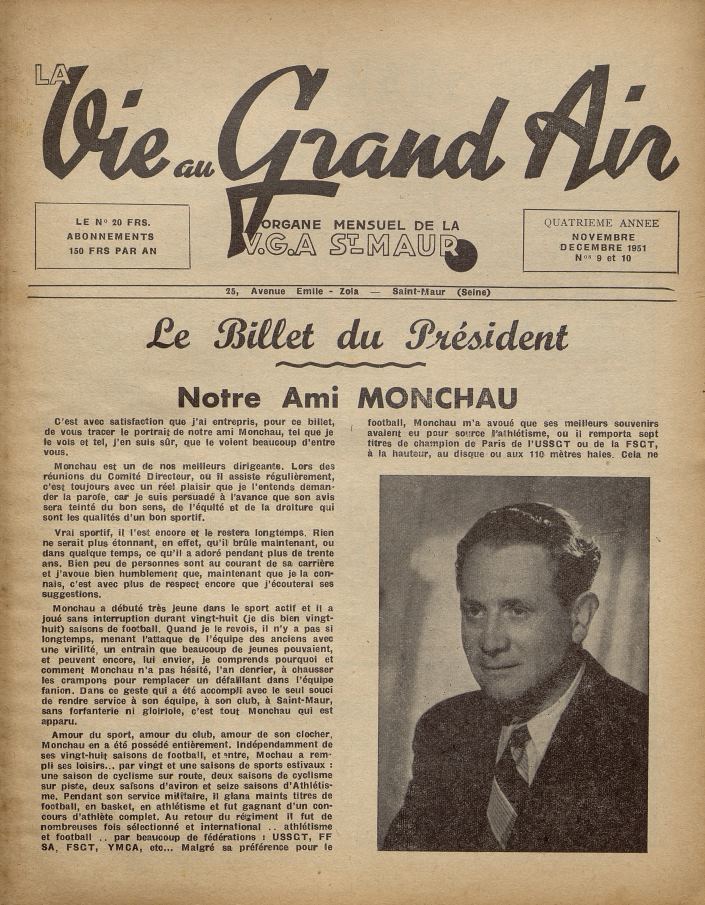 LA
Vie au Grand Air
LE Nº 20 FRS.
ABONNEMENTS
150 FRS PAR AN
ORGANE MENSUEL DE LA
V.G.A ST-MAUR
QUATRIEME ANNEE
NOVEMBRE
DECEMBRE 1951
Nos 9 et 10
25, Avenue Emile - Zola — Saint-Maur (Seine)
Le Billet du Président
Notre Ami MONCHAU
C'est avec satisfaction que j'ai entrepris, pour ce billet,
de vous tracer le portrait de notre ami Monchau, tel que je
le vois et tel, j'en suis sûr, que le voient beaucoup d'entre
vous.
Monchau est un de nos meilleurs dirigeants. Lors des
réunions du Comité Directeur, ou il assiste régulièrement,
c'est toujours avec un réel plaisir que je l'entends deman-
der la parole, car je suis persuadé à l'avance que son avis
sera teinté du bon sens, de l'équité et de la droiture qui
sont les qualités d'un bon sportif.
Vrai sportif, il l'est encore et le restera longtemps. Rien
ne serait plus étonnant, en effet, qu'il brûle maintenant, ou
dans quelque temps, ce qu'il a adoré pendant plus de trente
ans. Bien peu de personnes sont au courant de sa carrière
et j'avoue bien humblement que, maintenant que je la con-
nais, c'est avec plus de respect encore que j'écouterai ses
suggestions.
Monchau a débuté très jeune dans le sport actif et il a
joué sans interruption durant vingt-huit (je dis bien vingt-
huit) saisons de football. Quand je le revois, il n'y a pas si
longtemps, menant l'attaque de l'équipe des anciens avec
une virilité, un entrain que beaucoup de jeunes pouvaient,
et peuvent encore, lui envier, je comprends pourquoi et
comment Monchau n'a pas hésité, l'an denrier, à chausser
les crampons pour remplacer un défaillant dans l'équipe
fanion. Dans ce geste qui a été accompli avec le seul souci
de rendre service à son équipe, à son club, à Saint-Maur,
sans forfanterie ni gloiriole, c'est tout Monchau qui est
apparu.
Amour du sport, amour du club, amour de son clocher,
Monchau en a été possédé entièrement. Indépendamment de
ses vingt-huit saisons de football, et entre, Mochau a rem-
pli ses loisirs... par vingt et une saisons de sports estivaux :
une saison de cyclisme sur route, deux saisons de cyclisme
sur piste, deux saisons d'aviron et seize saisons d'Athlétis-
me. Pendant son service militaire, il glana maints titres de
football, en basket, en athlétisme et fut gagnant d'un con-
cours d'athlète complet. Au retour du régiment il fut de
nombreuses fois sélectionné et international .. athlétisme
et football .. par beaucoup de fédérations : USSGT, FF
SA, FSGT, YMCA, etc... Malgré sa préférence pour le
football, Monchau m'a avoué que ses meilleurs souvenirs
avaient eu pour source l'athlétisme, ou il remporta sept
titres de champion de Paris de l'USSGT ou de la FSGT,
à la hauteur, au disque ou aux 110 mètres haies. Cela ne